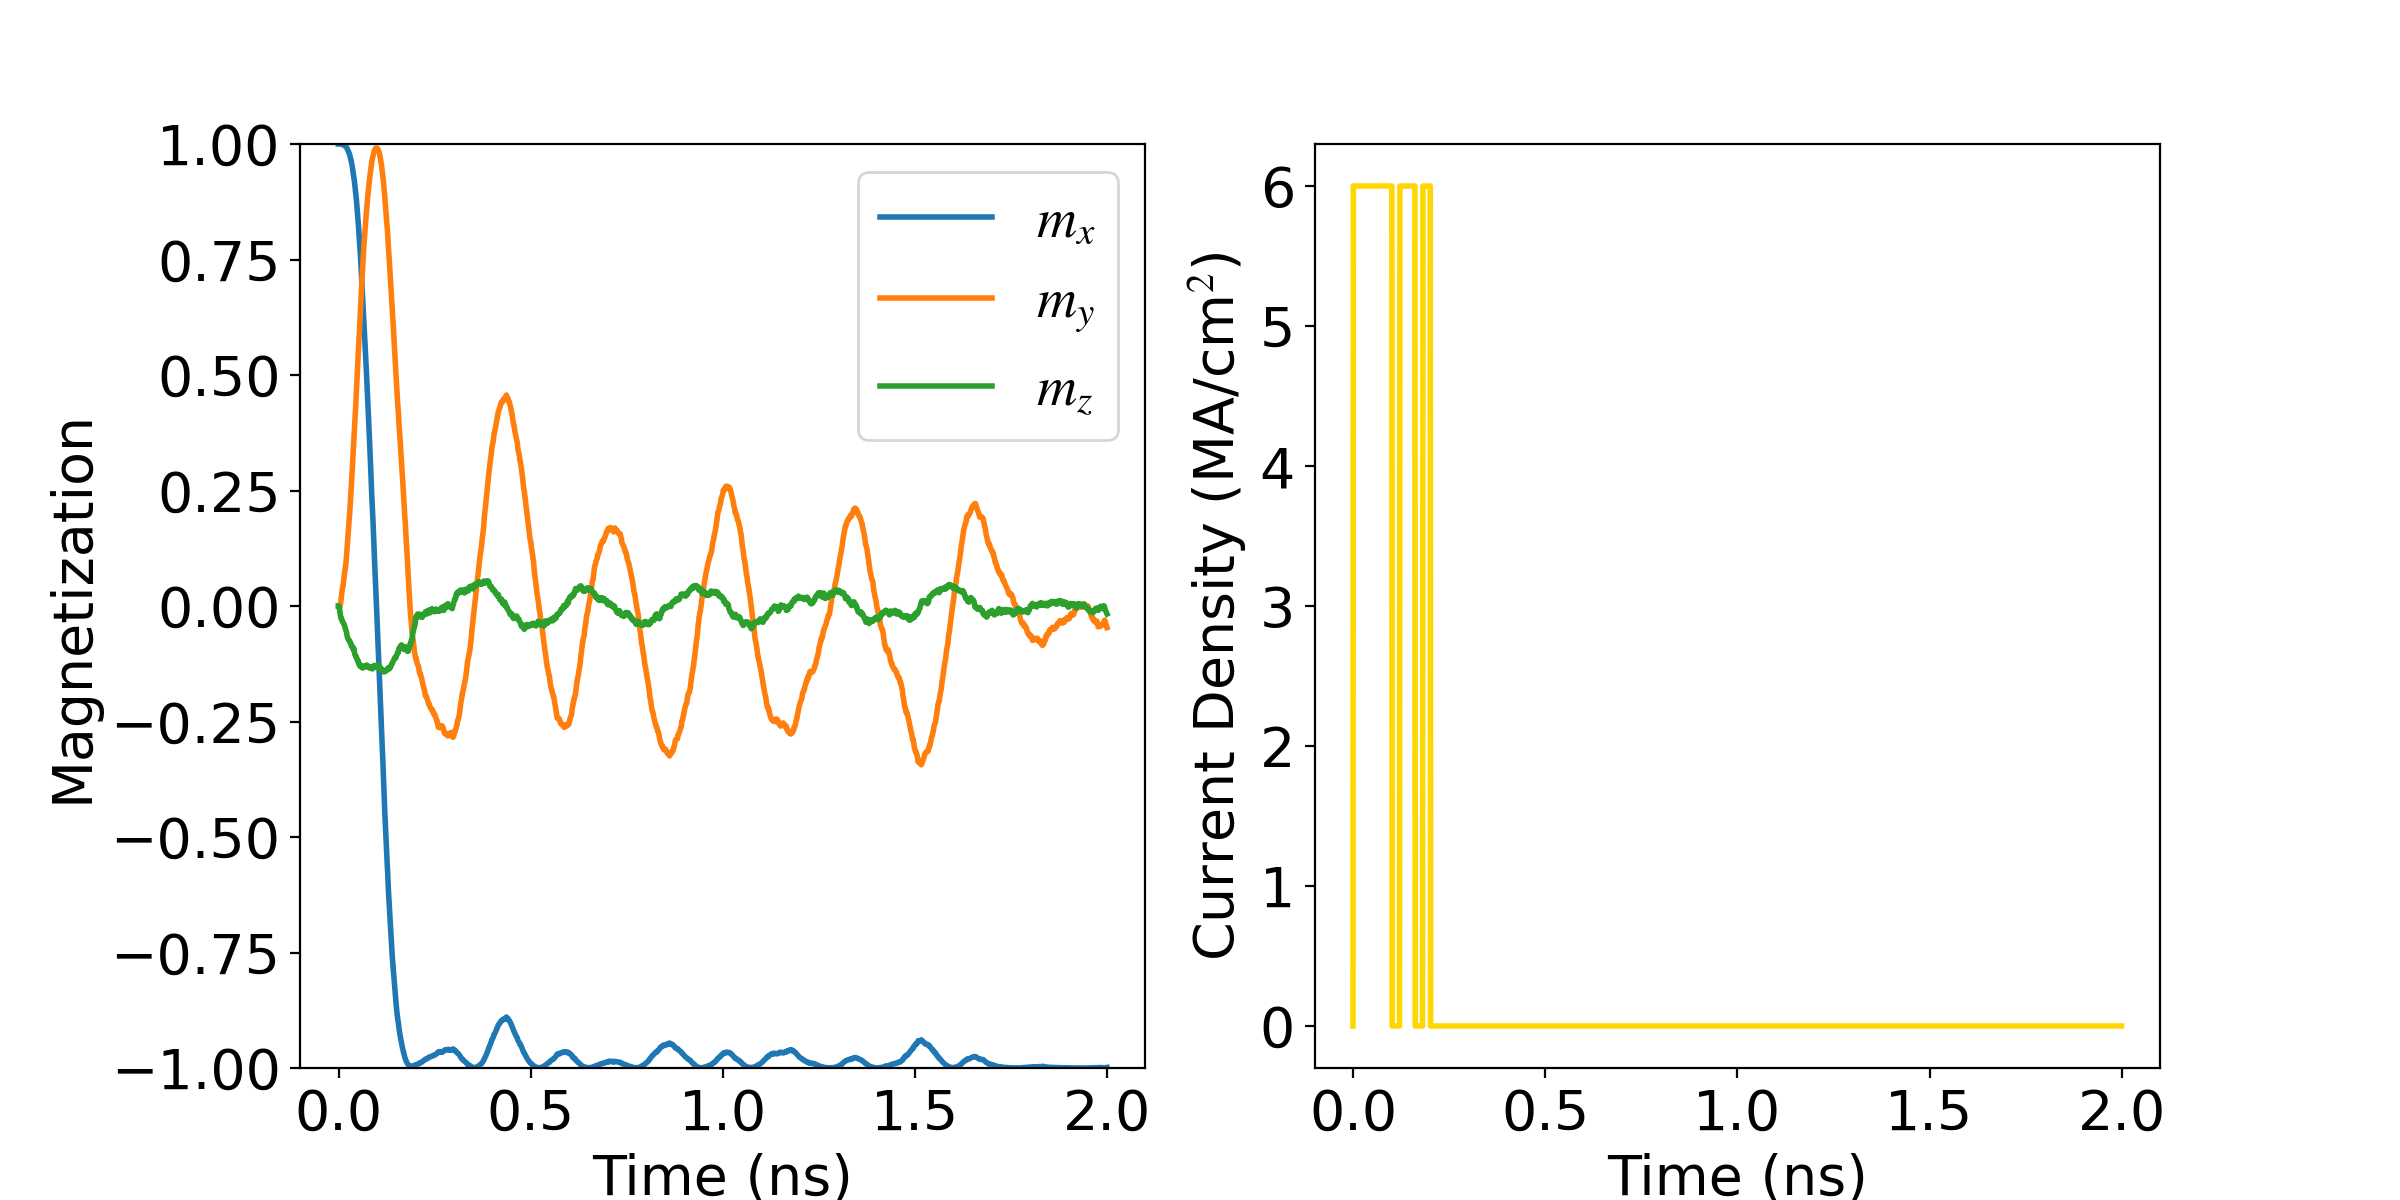 1.00
0.75
0.50
0.25
0.00
−0.25
−0.50
−0.75
−1.00
Magnetization
0.0 0.5 1.0 1.5 2.0
Time (ns)
m_x
m_y
m_z
6
5
4
3
2
1
0
Current Density (MA/cm²)
0.0 0.5 1.0 1.5 2.0
Time (ns)